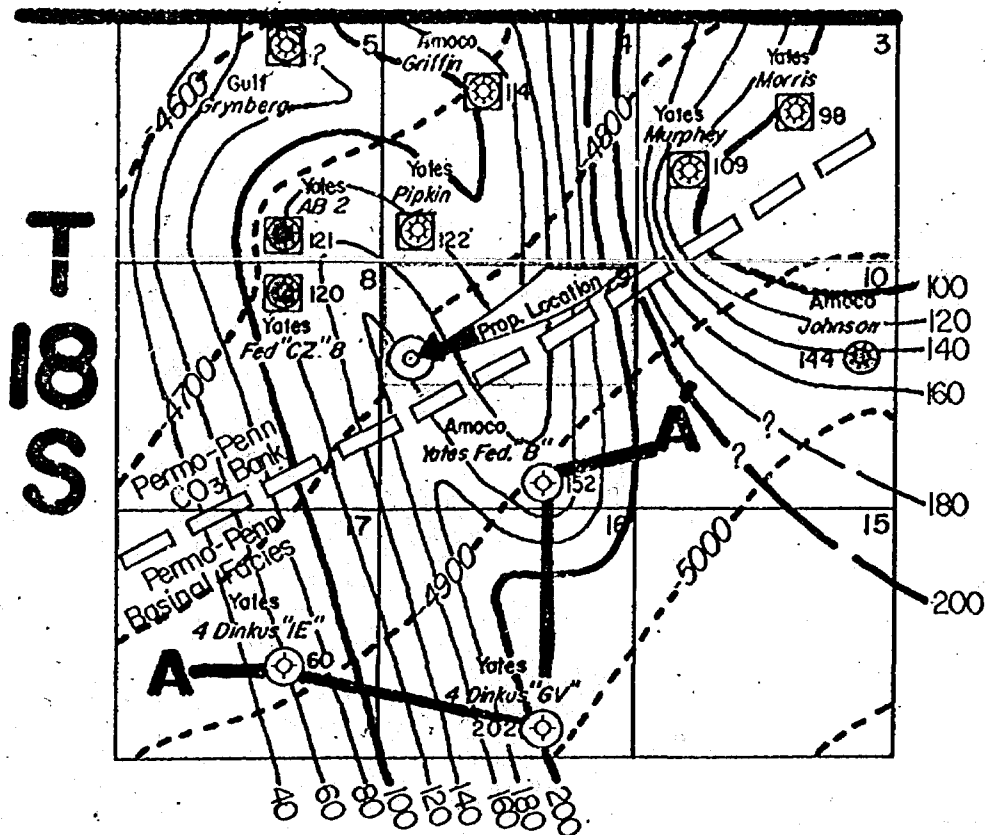 T
18
S
5
4
3
?
Gulf
Grynberg
Amoco
Griffin
114
Yates
Morris
98
Yates
Murphey
109
-4600
-4800
Yates
AB 2
121
Yates
Pipkin
122'
8
9
10
120
Yates
Fed "CZ." 8
Prop. Location
Amoco
Johnson
144
100
120
140
160
180
200
4700
Amoco
Yates Fed. "B"
152
A
?
?
Permo-Penn
CO3 Bank
Permo-Penn
Basinal Facies
17
16
15
4900
-5000
Yates
4 Dinkus "IE"
60
A
Yates
4 Dinkus "GV"
202
40
60
80
100
120
140
160
180
200